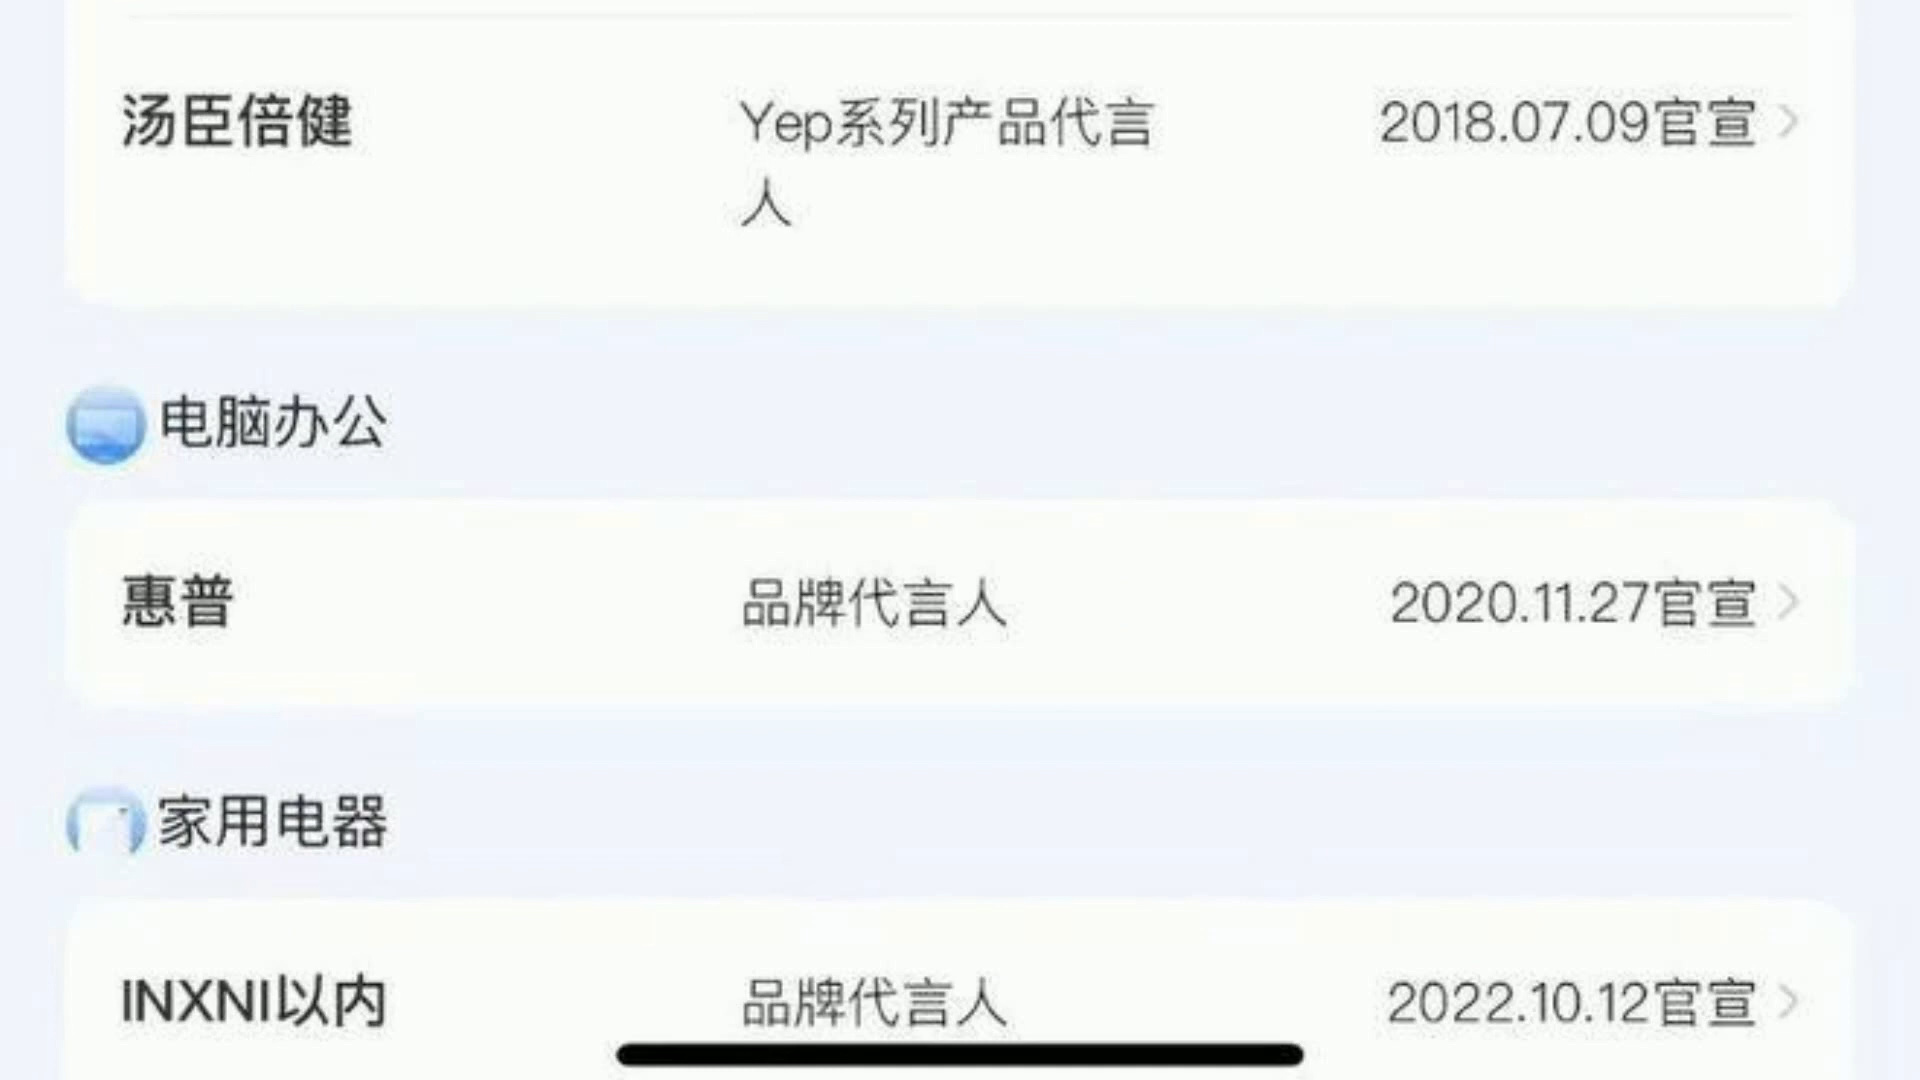 汤臣倍健 Yep系列产品代言 2018.07.09官宣
人
电脑办公
惠普 品牌代言人 2020.11.27官宣
家用电器
INXNI以内 品牌代言人 2022.10.12官宣